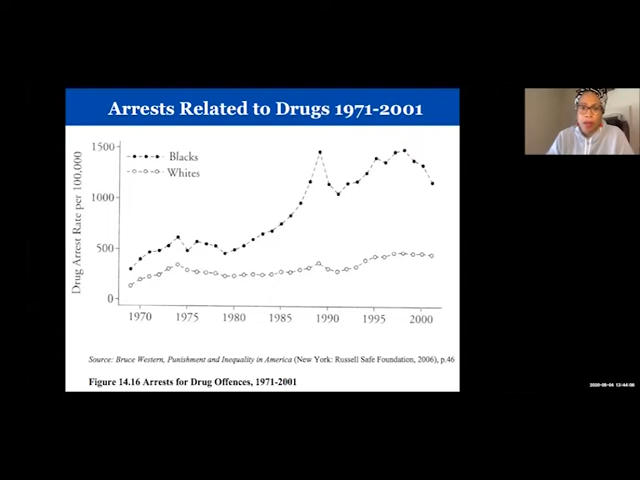 Arrests Related to Drugs 1971-2001
Drug Arrest Rate per 100,000
1500
1000
500
0
Blacks
Whites
1970 1975 1980 1985 1990 1995 2000
Source: Bruce Western, Punishment and Inequality in America (New York: Russell Safe Foundation, 2006), p.46
Figure 14.16 Arrests for Drug Offences, 1971-2001